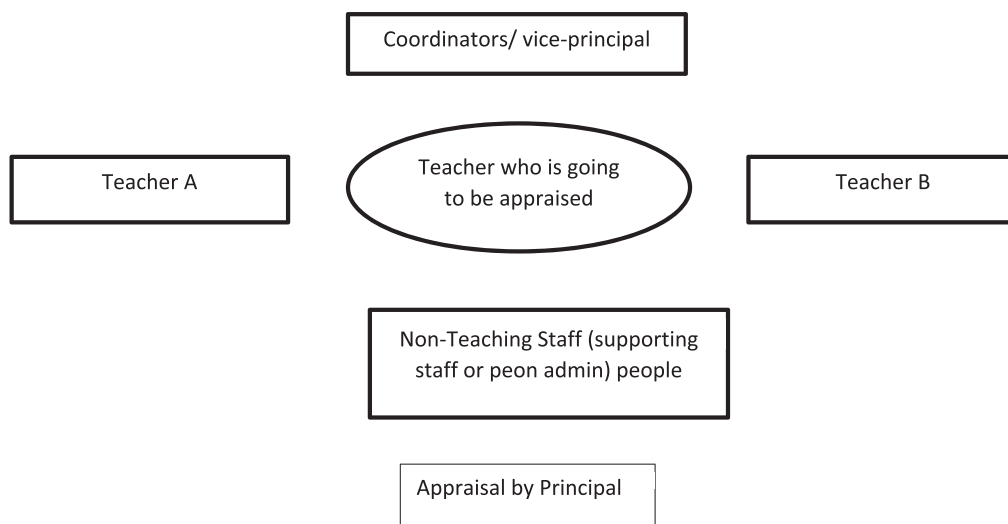 Coordinators/ vice-principal
Teacher A
Teacher who is going
to be appraised
Teacher B
Non-Teaching Staff (supporting
staff or peon admin) people
Appraisal by Principal